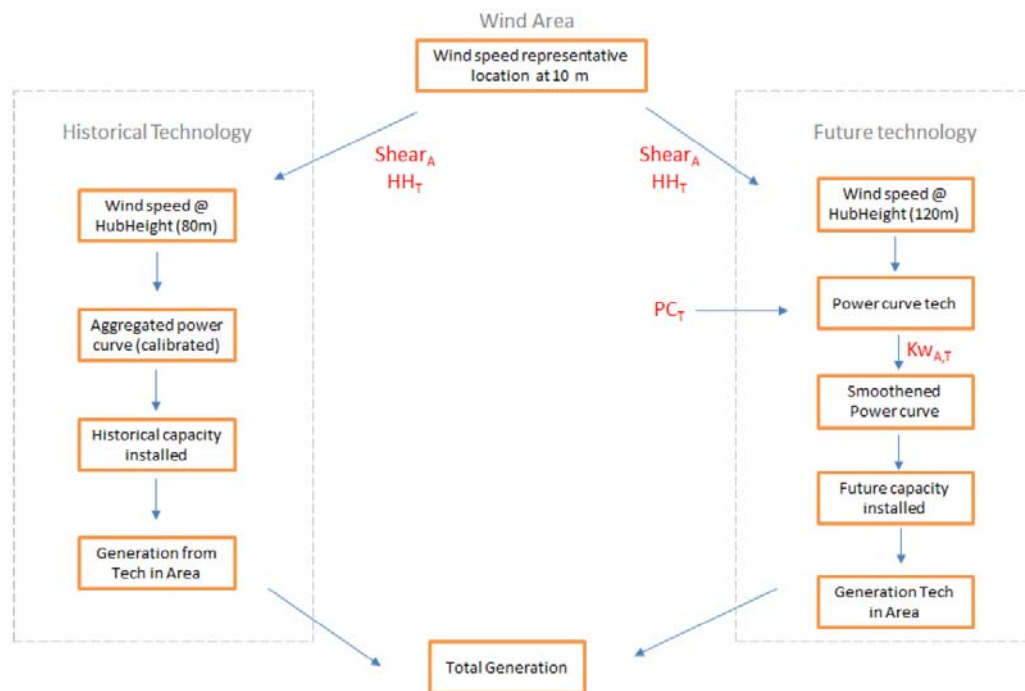 Wind Area
Wind speed representative
location at 10 m
Historical Technology
Shear_A
HH_T
Wind speed @
HubHeight (80m)
Aggregated power
curve (calibrated)
Historical capacity
installed
Generation from
Tech in Area
Future technology
Shear_A
HH_T
Wind speed @
HubHeight (120m)
PC_T
Power curve tech
Kw_A,T
Smoothened
Power curve
Future capacity
installed
Generation Tech
in Area
Total Generation